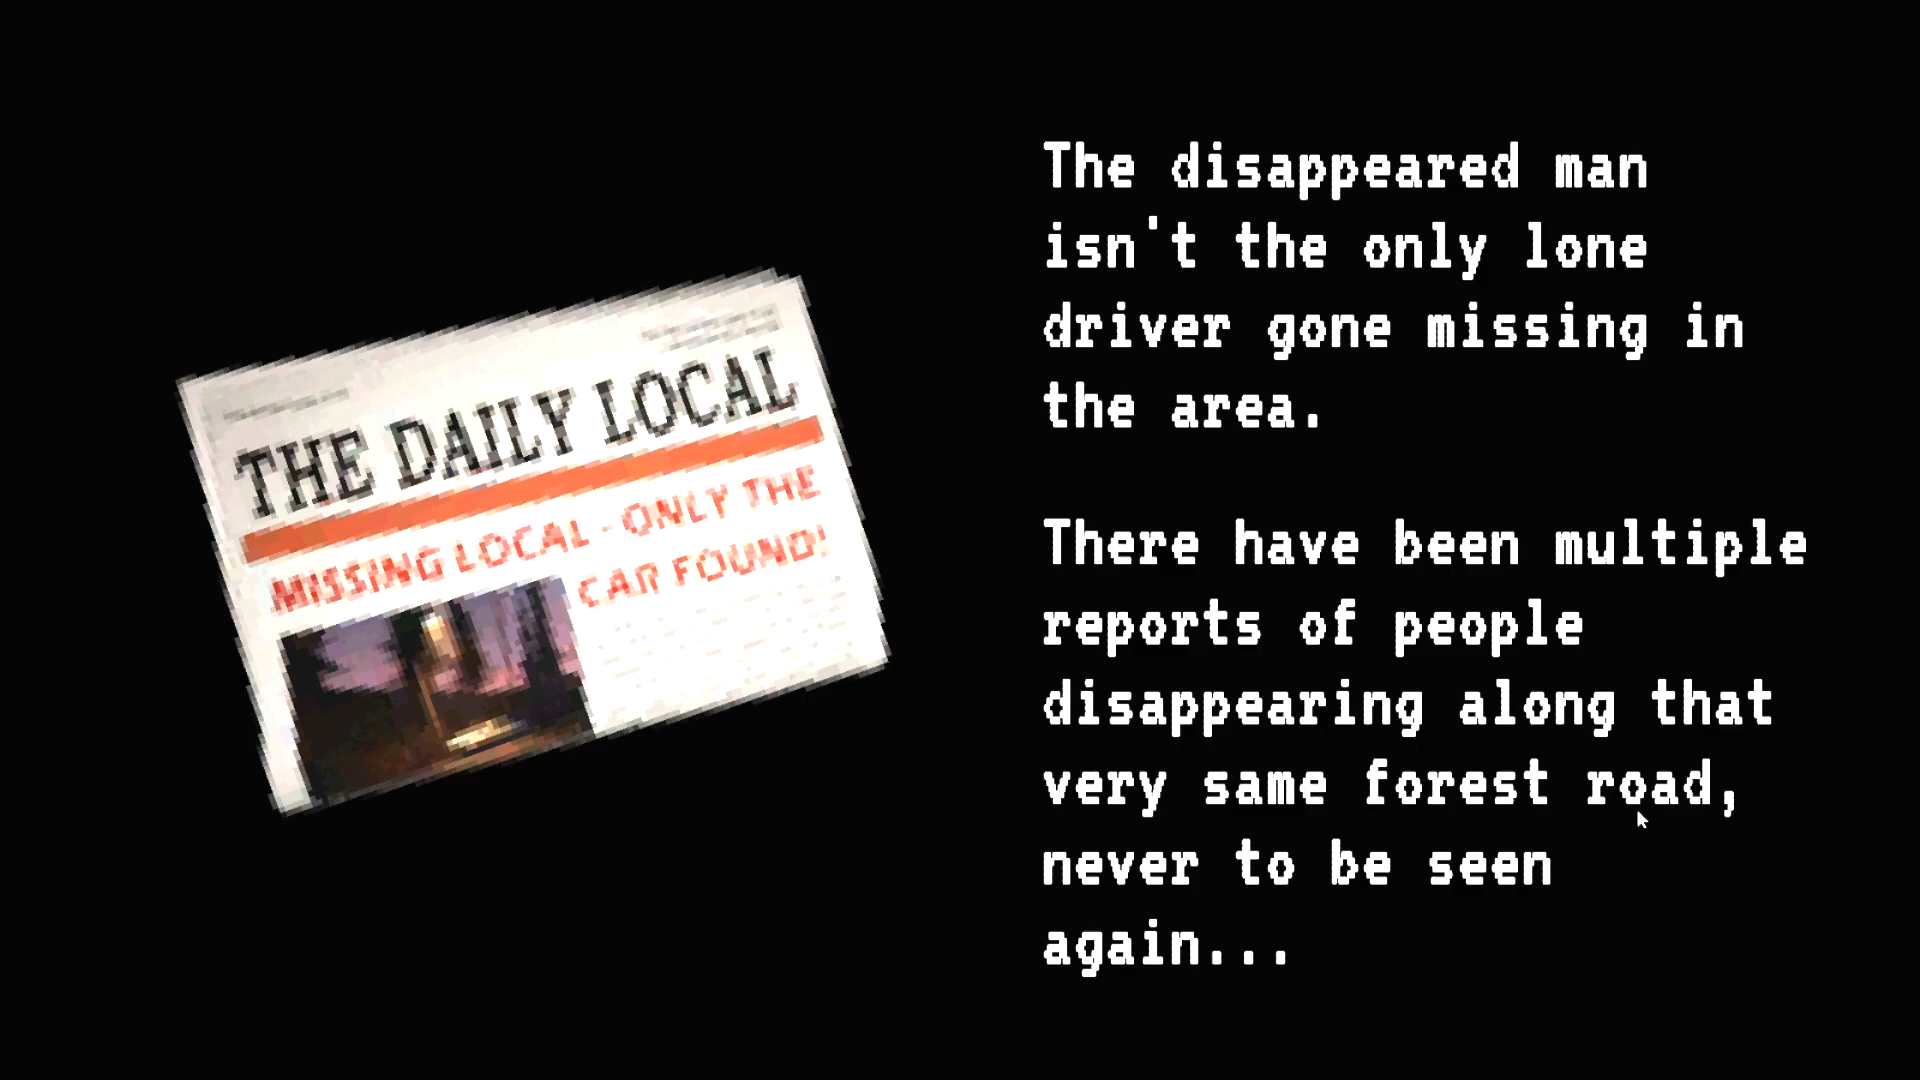 THE DAILY LOCAL
MISSING LOCAL - ONLY THE
CAR FOUND!
The disappeared man
isn't the only lone
driver gone missing in
the area.
There have been multiple
reports of people
disappearing along that
very same forest road,
never to be seen
again...